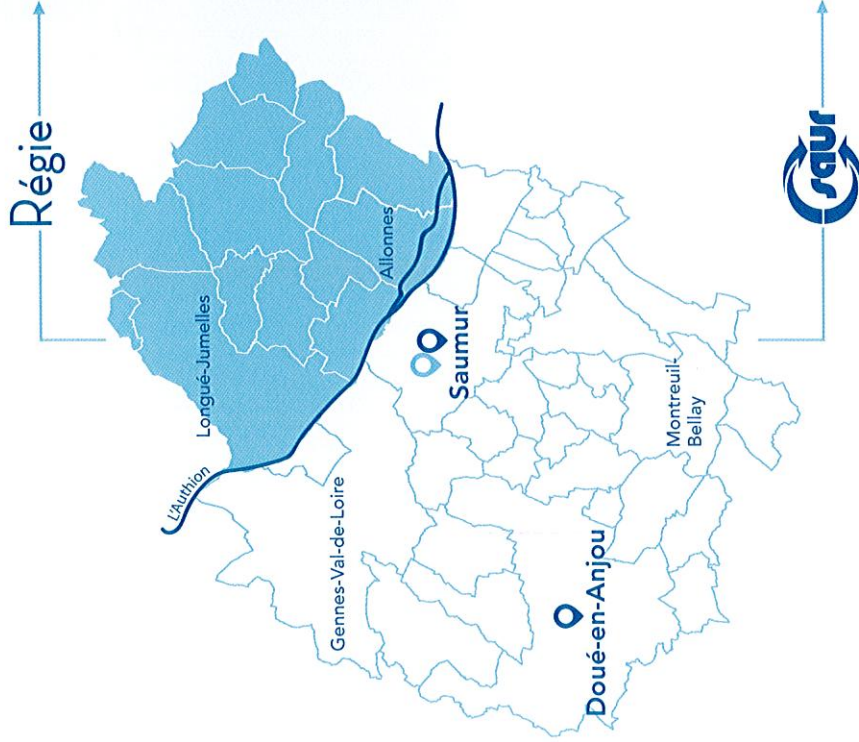 Régie
Longué-Jumelles
Allonnes
L'Authion
Gennes-Val-de-Loire
Saumur
Doué-en-Anjou
Montreuil-
Bellay
saur